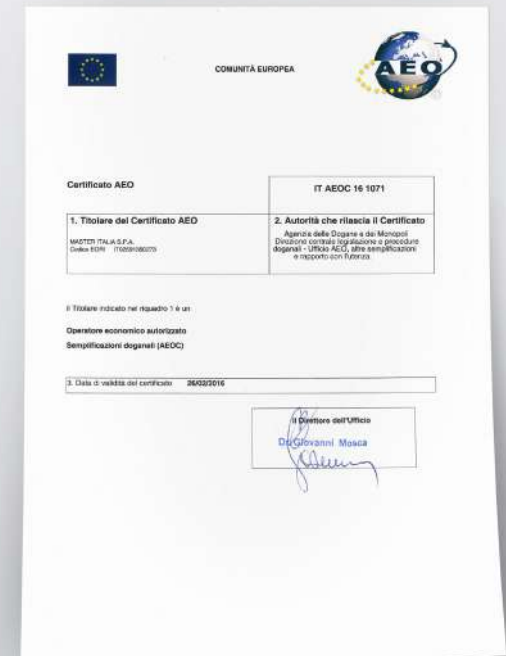 COMUNITÀ EUROPEA
AEO
Certificato AEO
IT AEOC 16 1071
1. Titolare del Certificato AEO
MASTER ITALIA S.P.A.
Codice EORI
2. Autorità che rilascia il Certificato
Agenzia delle Dogane e dei Monopoli
Direzione centrale legislazione e procedure
doganali - Ufficio AEO, altre semplificazioni
e rapporto con l'utenza
Il Titolare indicato nel riquadro 1 è un
Operatore economico autorizzato
Semplificazioni doganali (AEOC)
3. Data di validità del certificato 26/02/2016
Il Direttore dell'Ufficio
Dr. Giovanni Mosca